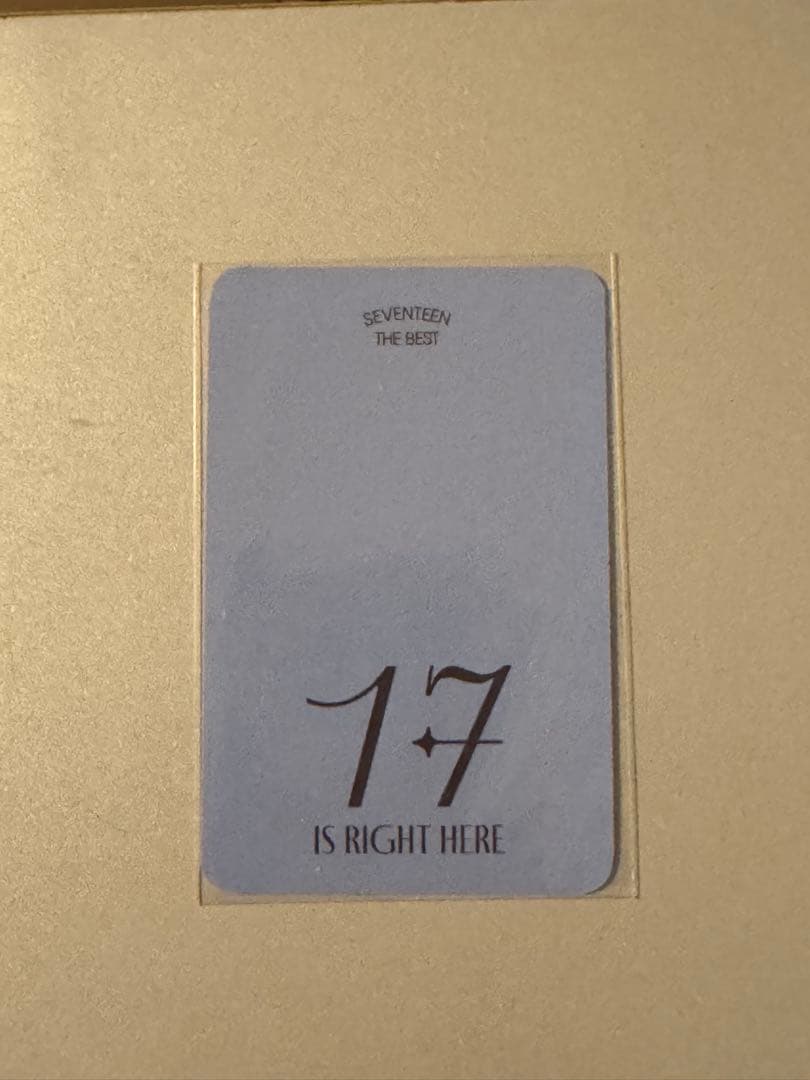 SEVENTEEN
THE BEST
17
IS RIGHT HERE